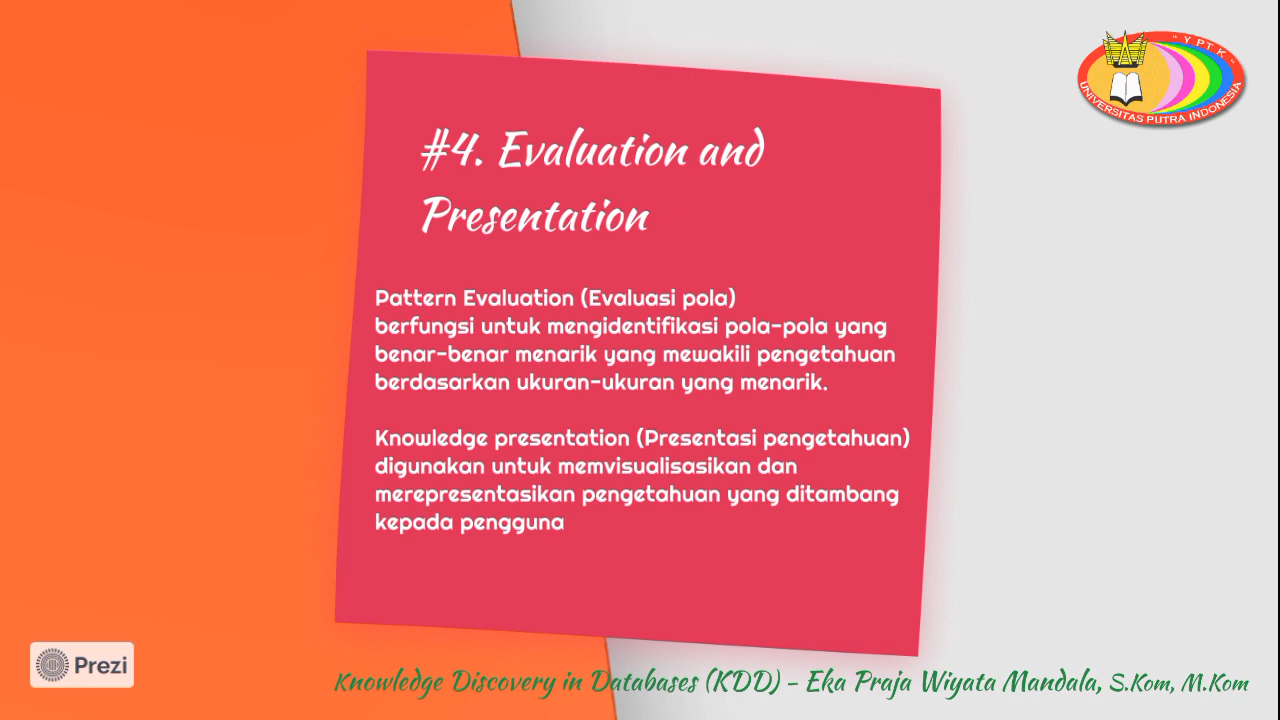 " Y P T K "
UNIVERSITAS PUTRA INDONESIA
#4. Evaluation and
Presentation
Pattern Evaluation (Evaluasi pola)
berfungsi untuk mengidentifikasi pola-pola yang
benar-benar menarik yang mewakili pengetahuan
berdasarkan ukuran-ukuran yang menarik.
Knowledge presentation (Presentasi pengetahuan)
digunakan untuk memvisualisasikan dan
merepresentasikan pengetahuan yang ditambang
kepada pengguna
Prezi
Knowledge Discovery in Databases (KDD) - Eka Praja Wiyata Mandala, S.Kom, M.Kom